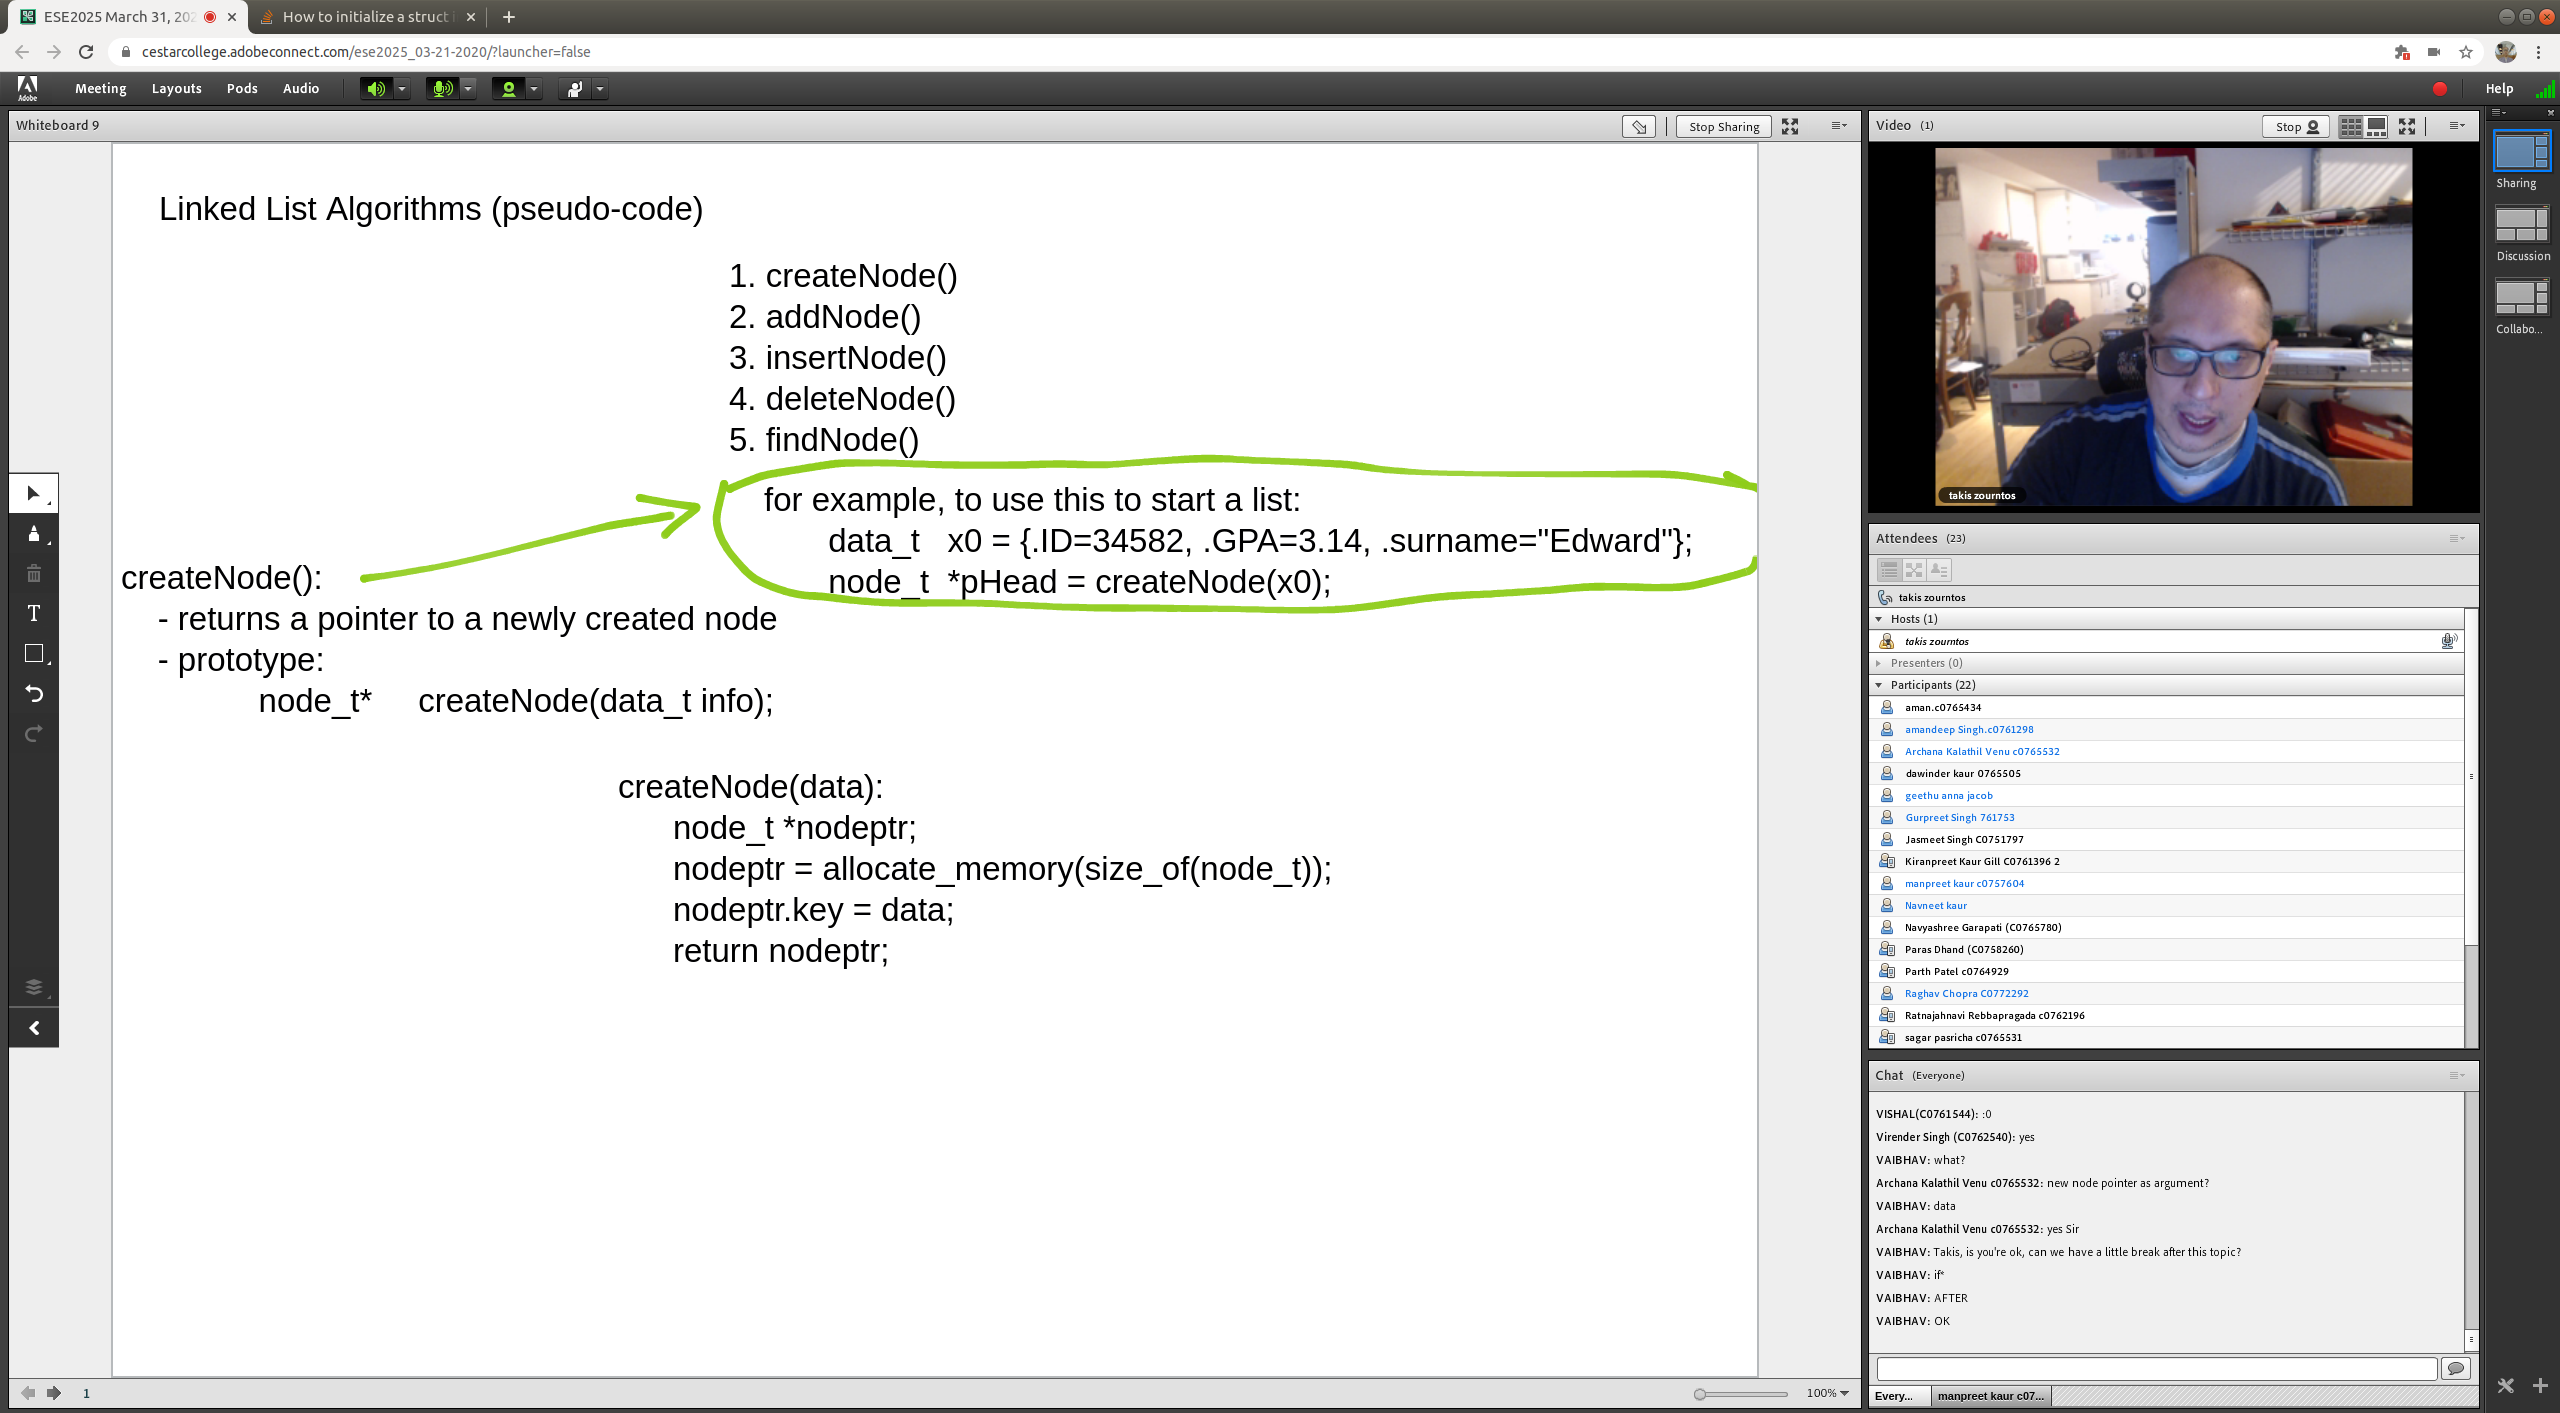 ESE2025 March 31, 202
How to initialize a struct i
cestarcollege.adobeconnect.com/ese2025_03-21-2020/?launcher=false
Adobe
Meeting
Layouts
Pods
Audio
Help
Whiteboard 9
Stop Sharing
Linked List Algorithms (pseudo-code)
1. createNode()
2. addNode()
3. insertNode()
4. deleteNode()
5. findNode()
for example, to use this to start a list:
data_t x0 = {.ID=34582, .GPA=3.14, .surname="Edward"};
node_t *pHead = createNode(x0);
createNode():
- returns a pointer to a newly created node
- prototype:
node_t* createNode(data_t info);
createNode(data):
node_t *nodeptr;
nodeptr = allocate_memory(size_of(node_t));
nodeptr.key = data;
return nodeptr;
T
1
100%
Video (1)
Stop
takis zourntos
Attendees (23)
takis zourntos
Hosts (1)
takis zourntos
Presenters (0)
Participants (22)
aman.c0765434
amandeep Singh.c0761298
Archana Kalathil Venu c0765532
dawinder kaur 0765505
geethu anna jacob
Gurpreet Singh 761753
Jasmeet Singh C0751797
Kiranpreet Kaur Gill C0761396 2
manpreet kaur c0757604
Navneet kaur
Navyashree Garapati (C0765780)
Paras Dhand (C0758260)
Parth Patel c0764929
Raghav Chopra C0772292
Ratnajahnavi Rebbapragada c0762196
sagar pasricha c0765531
Chat (Everyone)
VISHAL(C0761544): :0
Virender Singh (C0762540): yes
VAIBHAV: what?
Archana Kalathil Venu c0765532: new node pointer as argument?
VAIBHAV: data
Archana Kalathil Venu c0765532: yes Sir
VAIBHAV: Takis, is you're ok, can we have a little break after this topic?
VAIBHAV: if*
VAIBHAV: AFTER
VAIBHAV: OK
Every...
manpreet kaur c07...
Sharing
Discussion
Collabo...